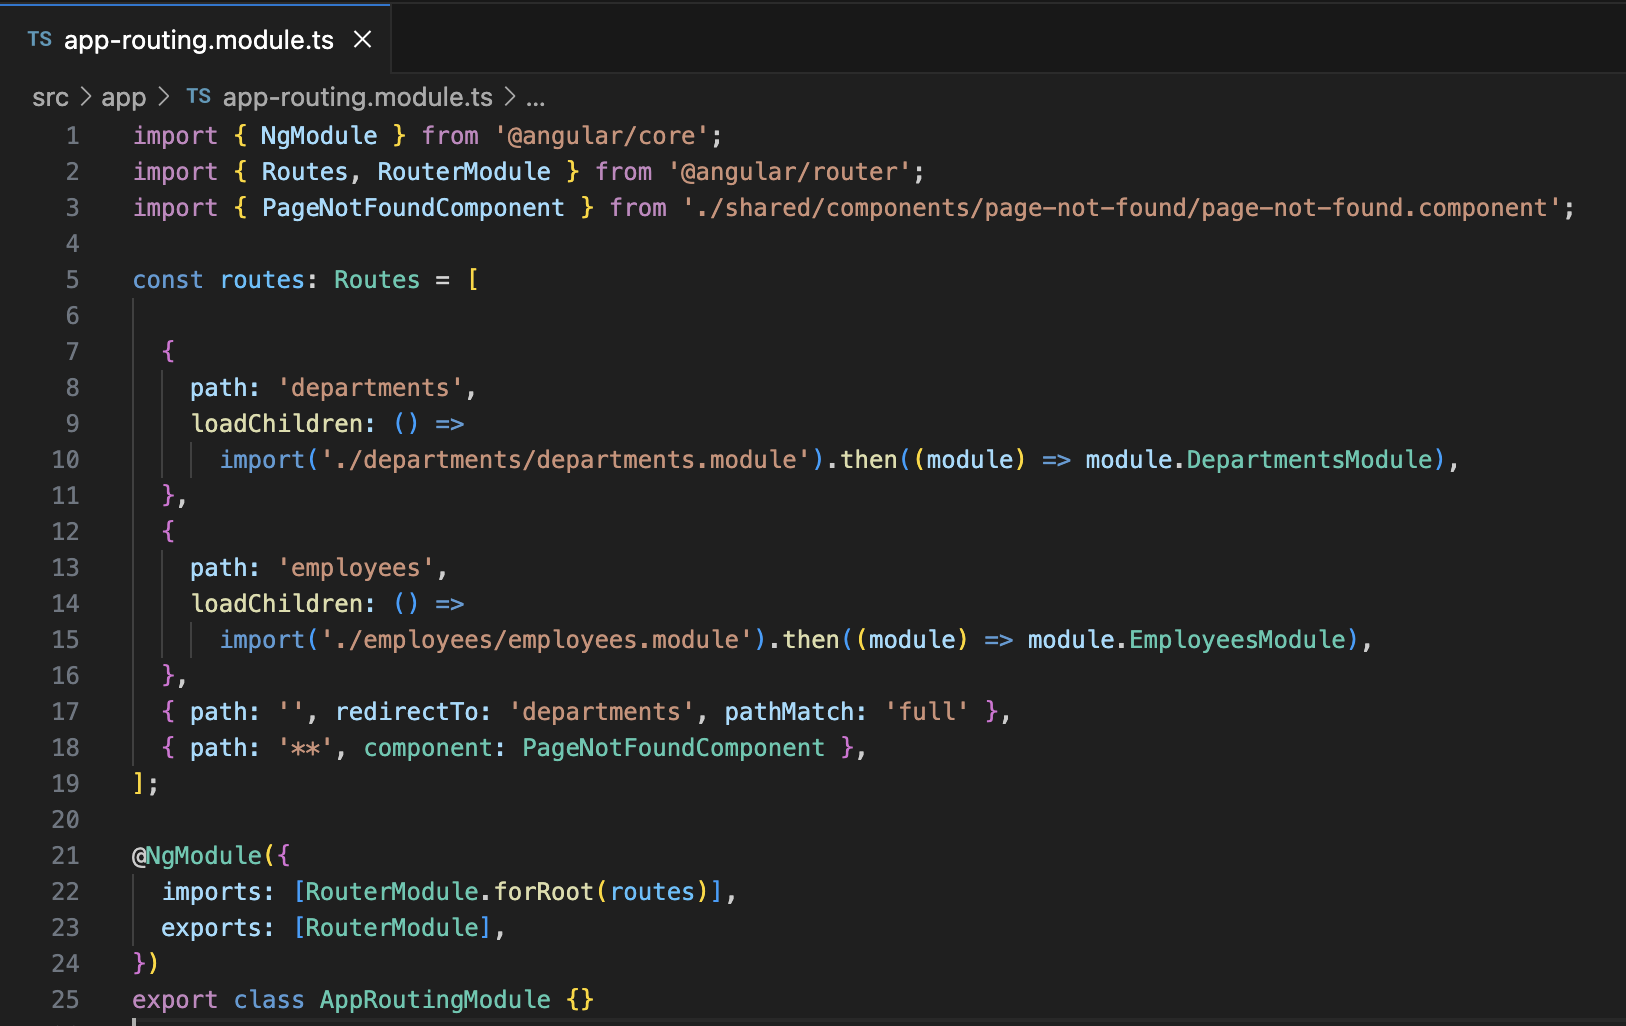 TS app-routing.module.ts ×
src > app > TS app-routing.module.ts > ...
1 import { NgModule } from '@angular/core';
2 import { Routes, RouterModule } from '@angular/router';
3 import { PageNotFoundComponent } from './shared/components/page-not-found/page-not-found.component';
4
5 const routes: Routes = [
6
7   {
8     path: 'departments',
9     loadChildren: () =>
10       import('./departments/departments.module').then((module) => module.DepartmentsModule),
11   },
12   {
13     path: 'employees',
14     loadChildren: () =>
15       import('./employees/employees.module').then((module) => module.EmployeesModule),
16   },
17   { path: '', redirectTo: 'departments', pathMatch: 'full' },
18   { path: '**', component: PageNotFoundComponent },
19 ];
20
21 @NgModule({
22   imports: [RouterModule.forRoot(routes)],
23   exports: [RouterModule],
24 })
25 export class AppRoutingModule {}